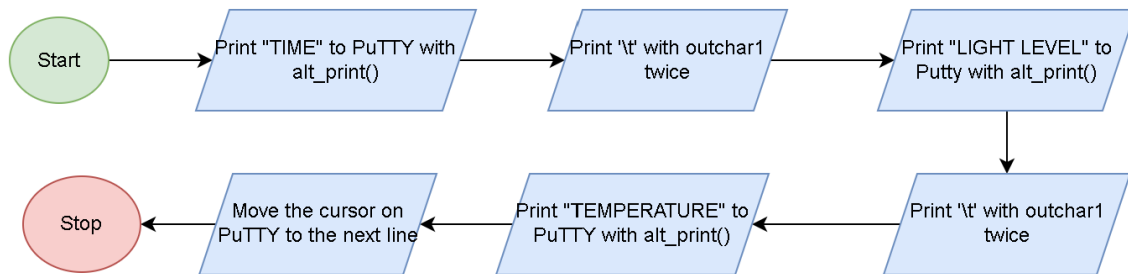 Start
Print "TIME" to PuTTY with
alt_print()
Print '\t' with outchar1
twice
Print "LIGHT LEVEL" to
Putty with alt_print()
Print '\t' with outchar1
twice
Print "TEMPERATURE" to
PuTTY with alt_print()
Move the cursor on
PuTTY to the next line
Stop